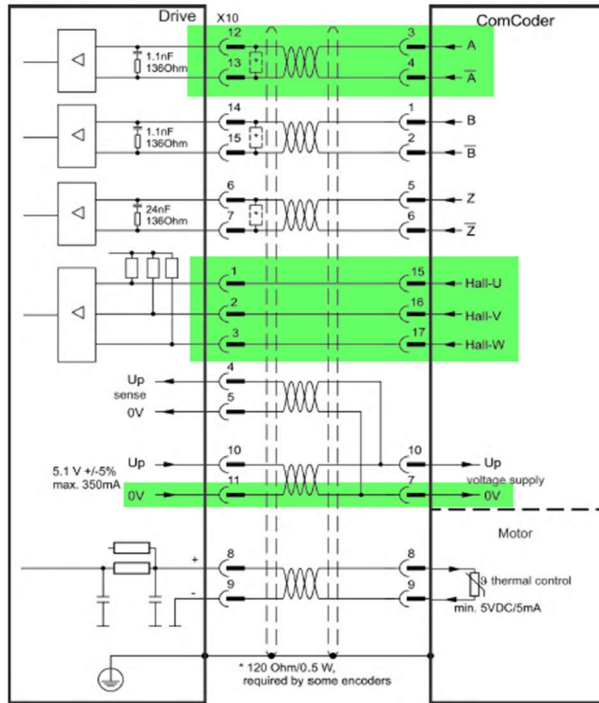 Drive X10 ComCoder
12 3 A
1.1nF
136Ohm *
13 4 A
14 1 B
1.1nF
136Ohm *
15 2 B
6 5 Z
24nF
136Ohm *
7 6 Z
1 15 Hall-U
2 16 Hall-V
3 17 Hall-W
4
Up
sense
5
0V
10 10
Up Up
5.1 V +/-5%
max. 350mA
voltage supply
11 7
0V 0V
Motor
+ 8 8
ϑ thermal control
- 9 9
min. 5VDC/5mA
* 120 Ohm/0.5 W,
required by some encoders